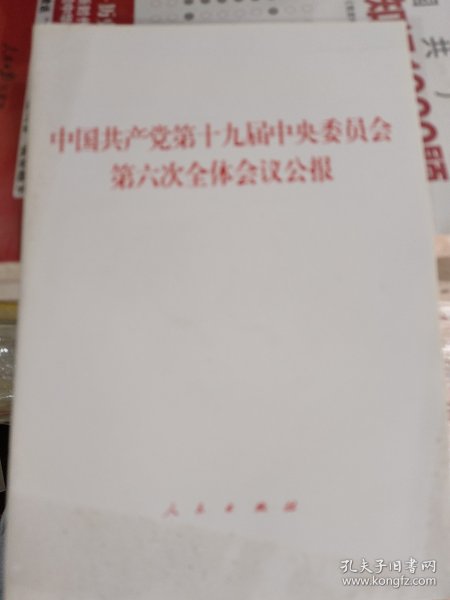 中国共产党第十九届中央委员会
第六次全体会议公报
人民出版社
孔夫子旧书网
www.kongfz.com